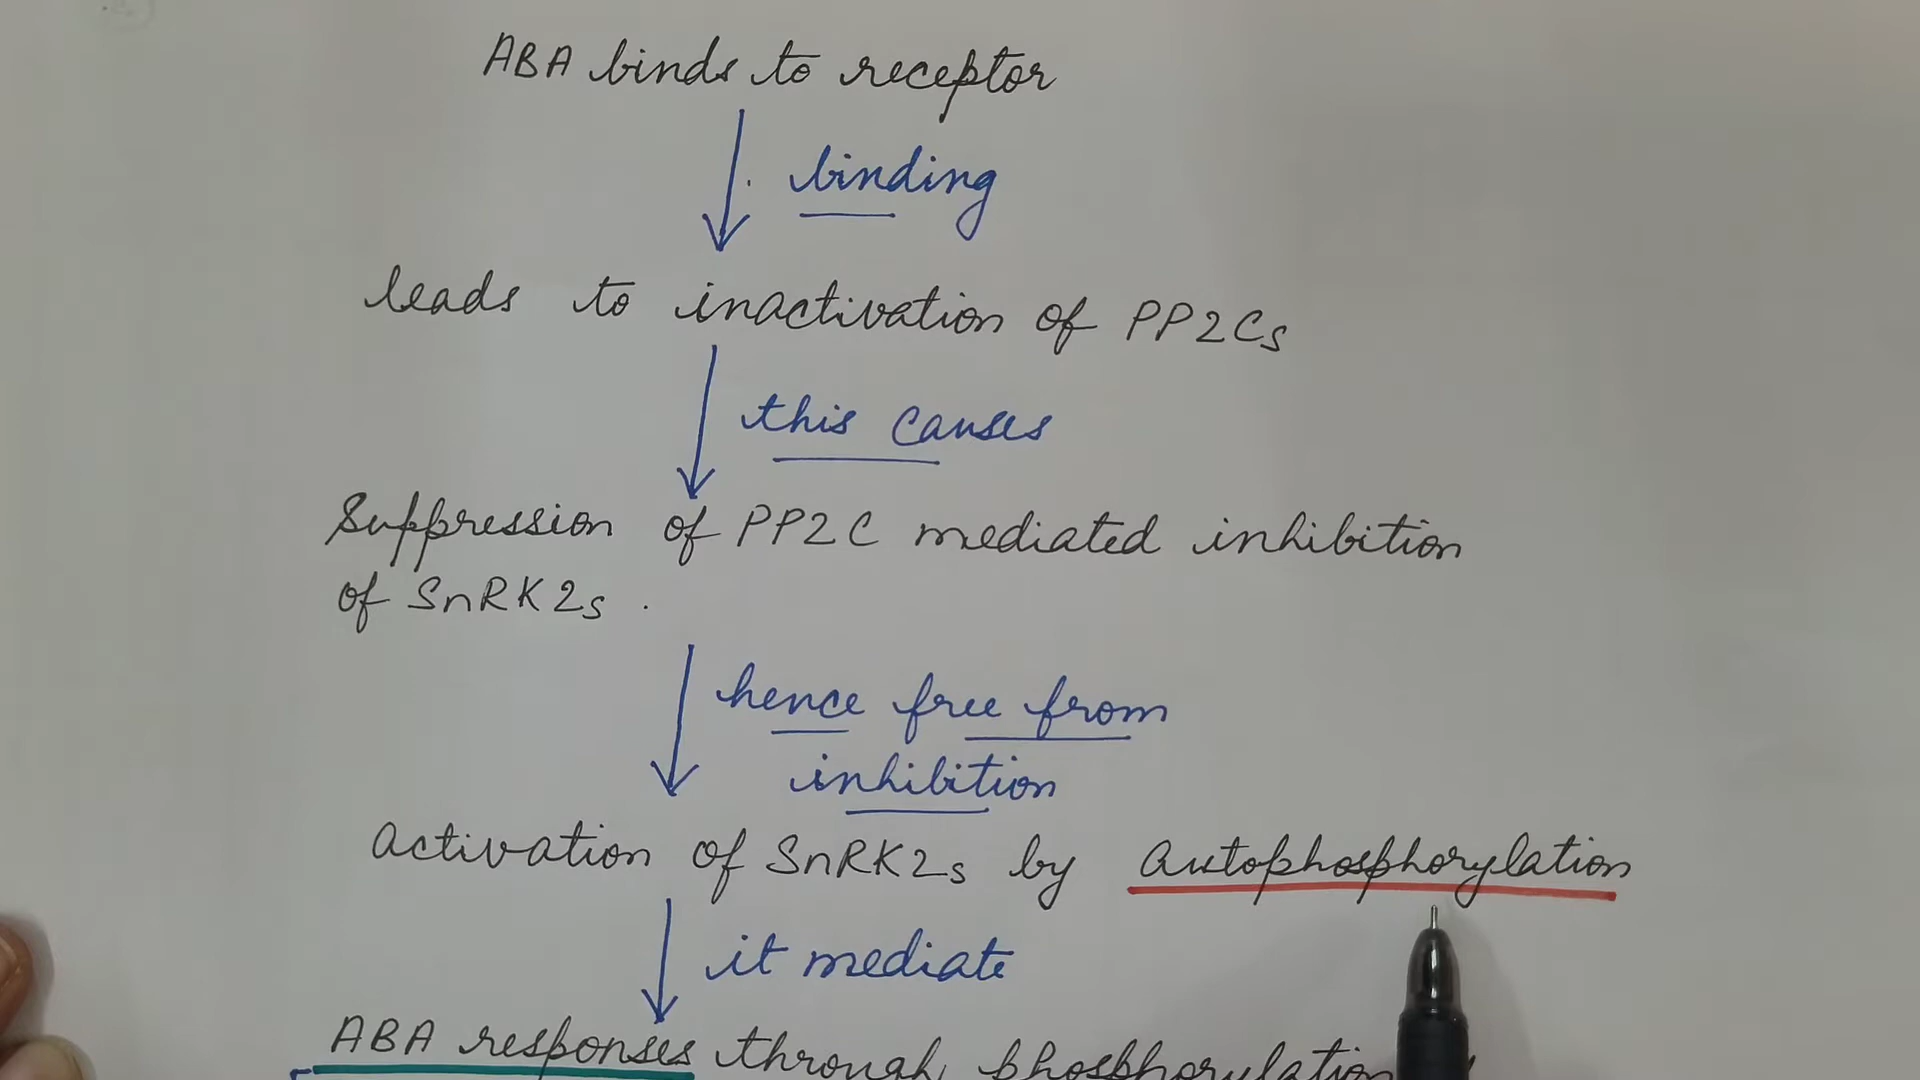 ABA binds to receptor
binding
leads to inactivation of PP2Cs
this causes
Suppression of PP2C mediated inhibition
of SnRK2s.
hence free from
inhibition
activation of SnRK2s by autophosphorylation
it mediate
ABA responses through phosphorylation